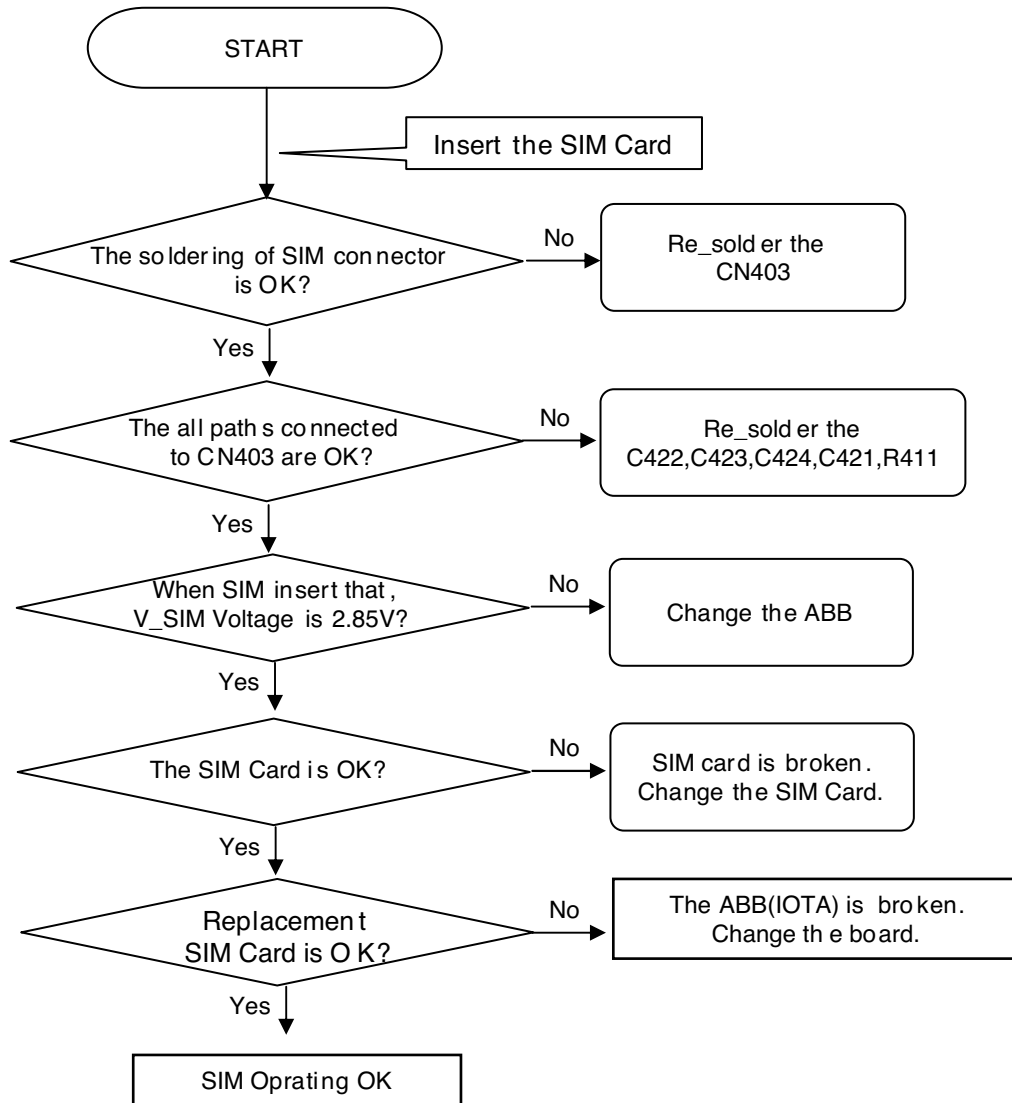 START
Insert the SIM Card
The soldering of SIM connector
is OK?
No
Re_solder the
CN403
Yes
The all paths connected
to CN403 are OK?
No
Re_solder the
C422,C423,C424,C421,R411
Yes
When SIM insert that,
V_SIM Voltage is 2.85V?
No
Change the ABB
Yes
The SIM Card is OK?
No
SIM card is broken.
Change the SIM Card.
Yes
Replacement
SIM Card is OK?
No
The ABB(IOTA) is broken.
Change the board.
Yes
SIM Oprating OK